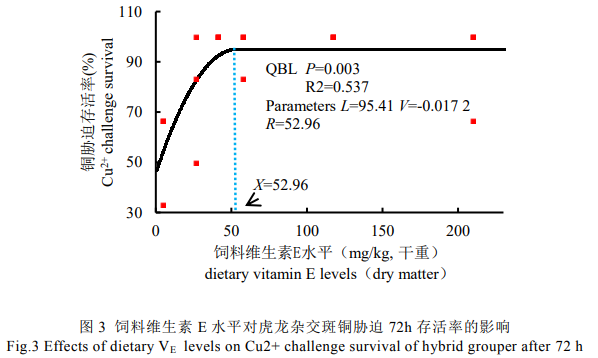 110
90
70
50
30
铜胁迫存活率(%)
Cu2+ challenge survival
QBL P=0.003
R2=0.537
Parameters L=95.41 V=-0.017 2
R=52.96
X=52.96
0 50 100 150 200
饲料维生素E水平（mg/kg, 干重）
dietary vitamin E levels（dry matter）
图 3 饲料维生素 E 水平对虎龙杂交斑铜胁迫 72h 存活率的影响
Fig.3 Effects of dietary VE levels on Cu2+ challenge survival of hybrid grouper after 72 h